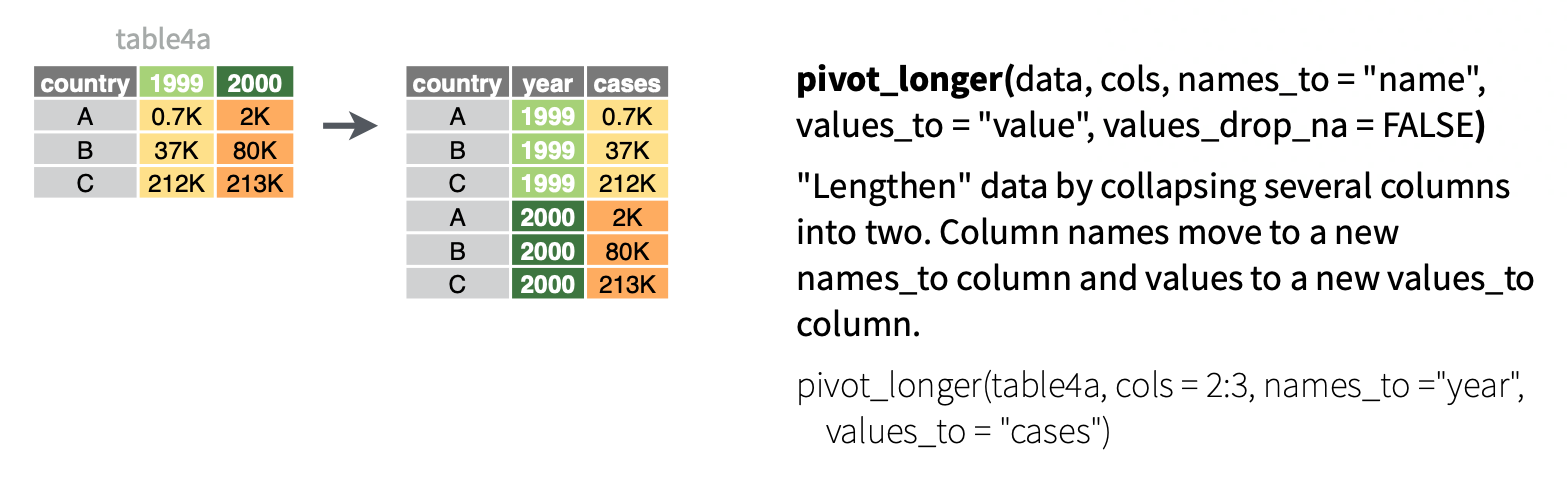 table4a
country 1999 2000
A 0.7K 2K
B 37K 80K
C 212K 213K
country year cases
A 1999 0.7K
B 1999 37K
C 1999 212K
A 2000 2K
B 2000 80K
C 2000 213K
pivot_longer(data, cols, names_to = "name",
values_to = "value", values_drop_na = FALSE)
"Lengthen" data by collapsing several columns
into two. Column names move to a new
names_to column and values to a new values_to
column.
pivot_longer(table4a, cols = 2:3, names_to ="year",
values_to = "cases")